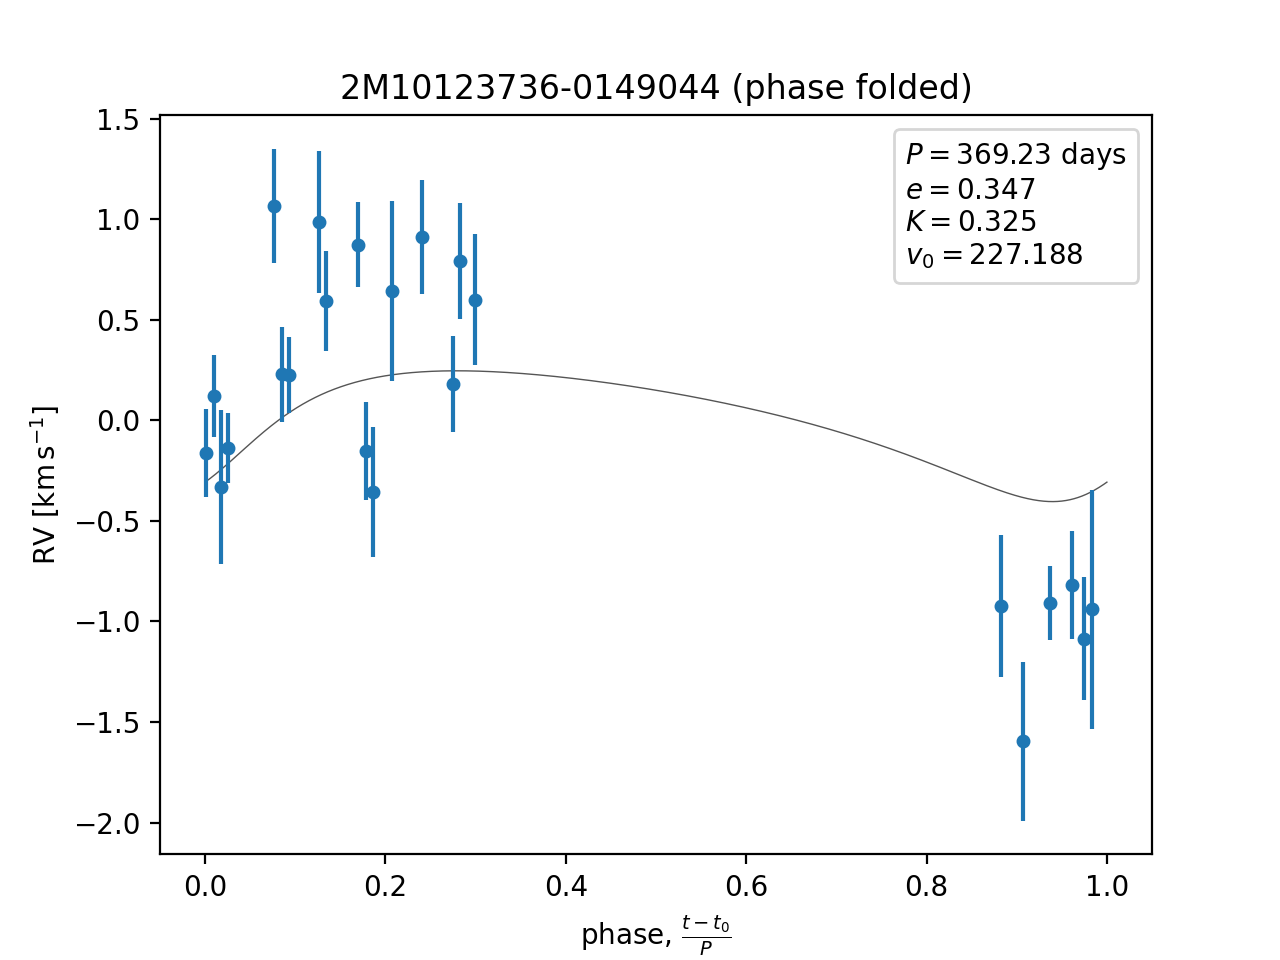 2M10123736-0149044 (phase folded)
P = 369.23 days
e = 0.347
K = 0.325
v₀ = 227.188
RV [km s⁻¹]
1.5
1.0
0.5
0.0
−0.5
−1.0
−1.5
−2.0
0.0 0.2 0.4 0.6 0.8 1.0
phase, (t − t₀)/P